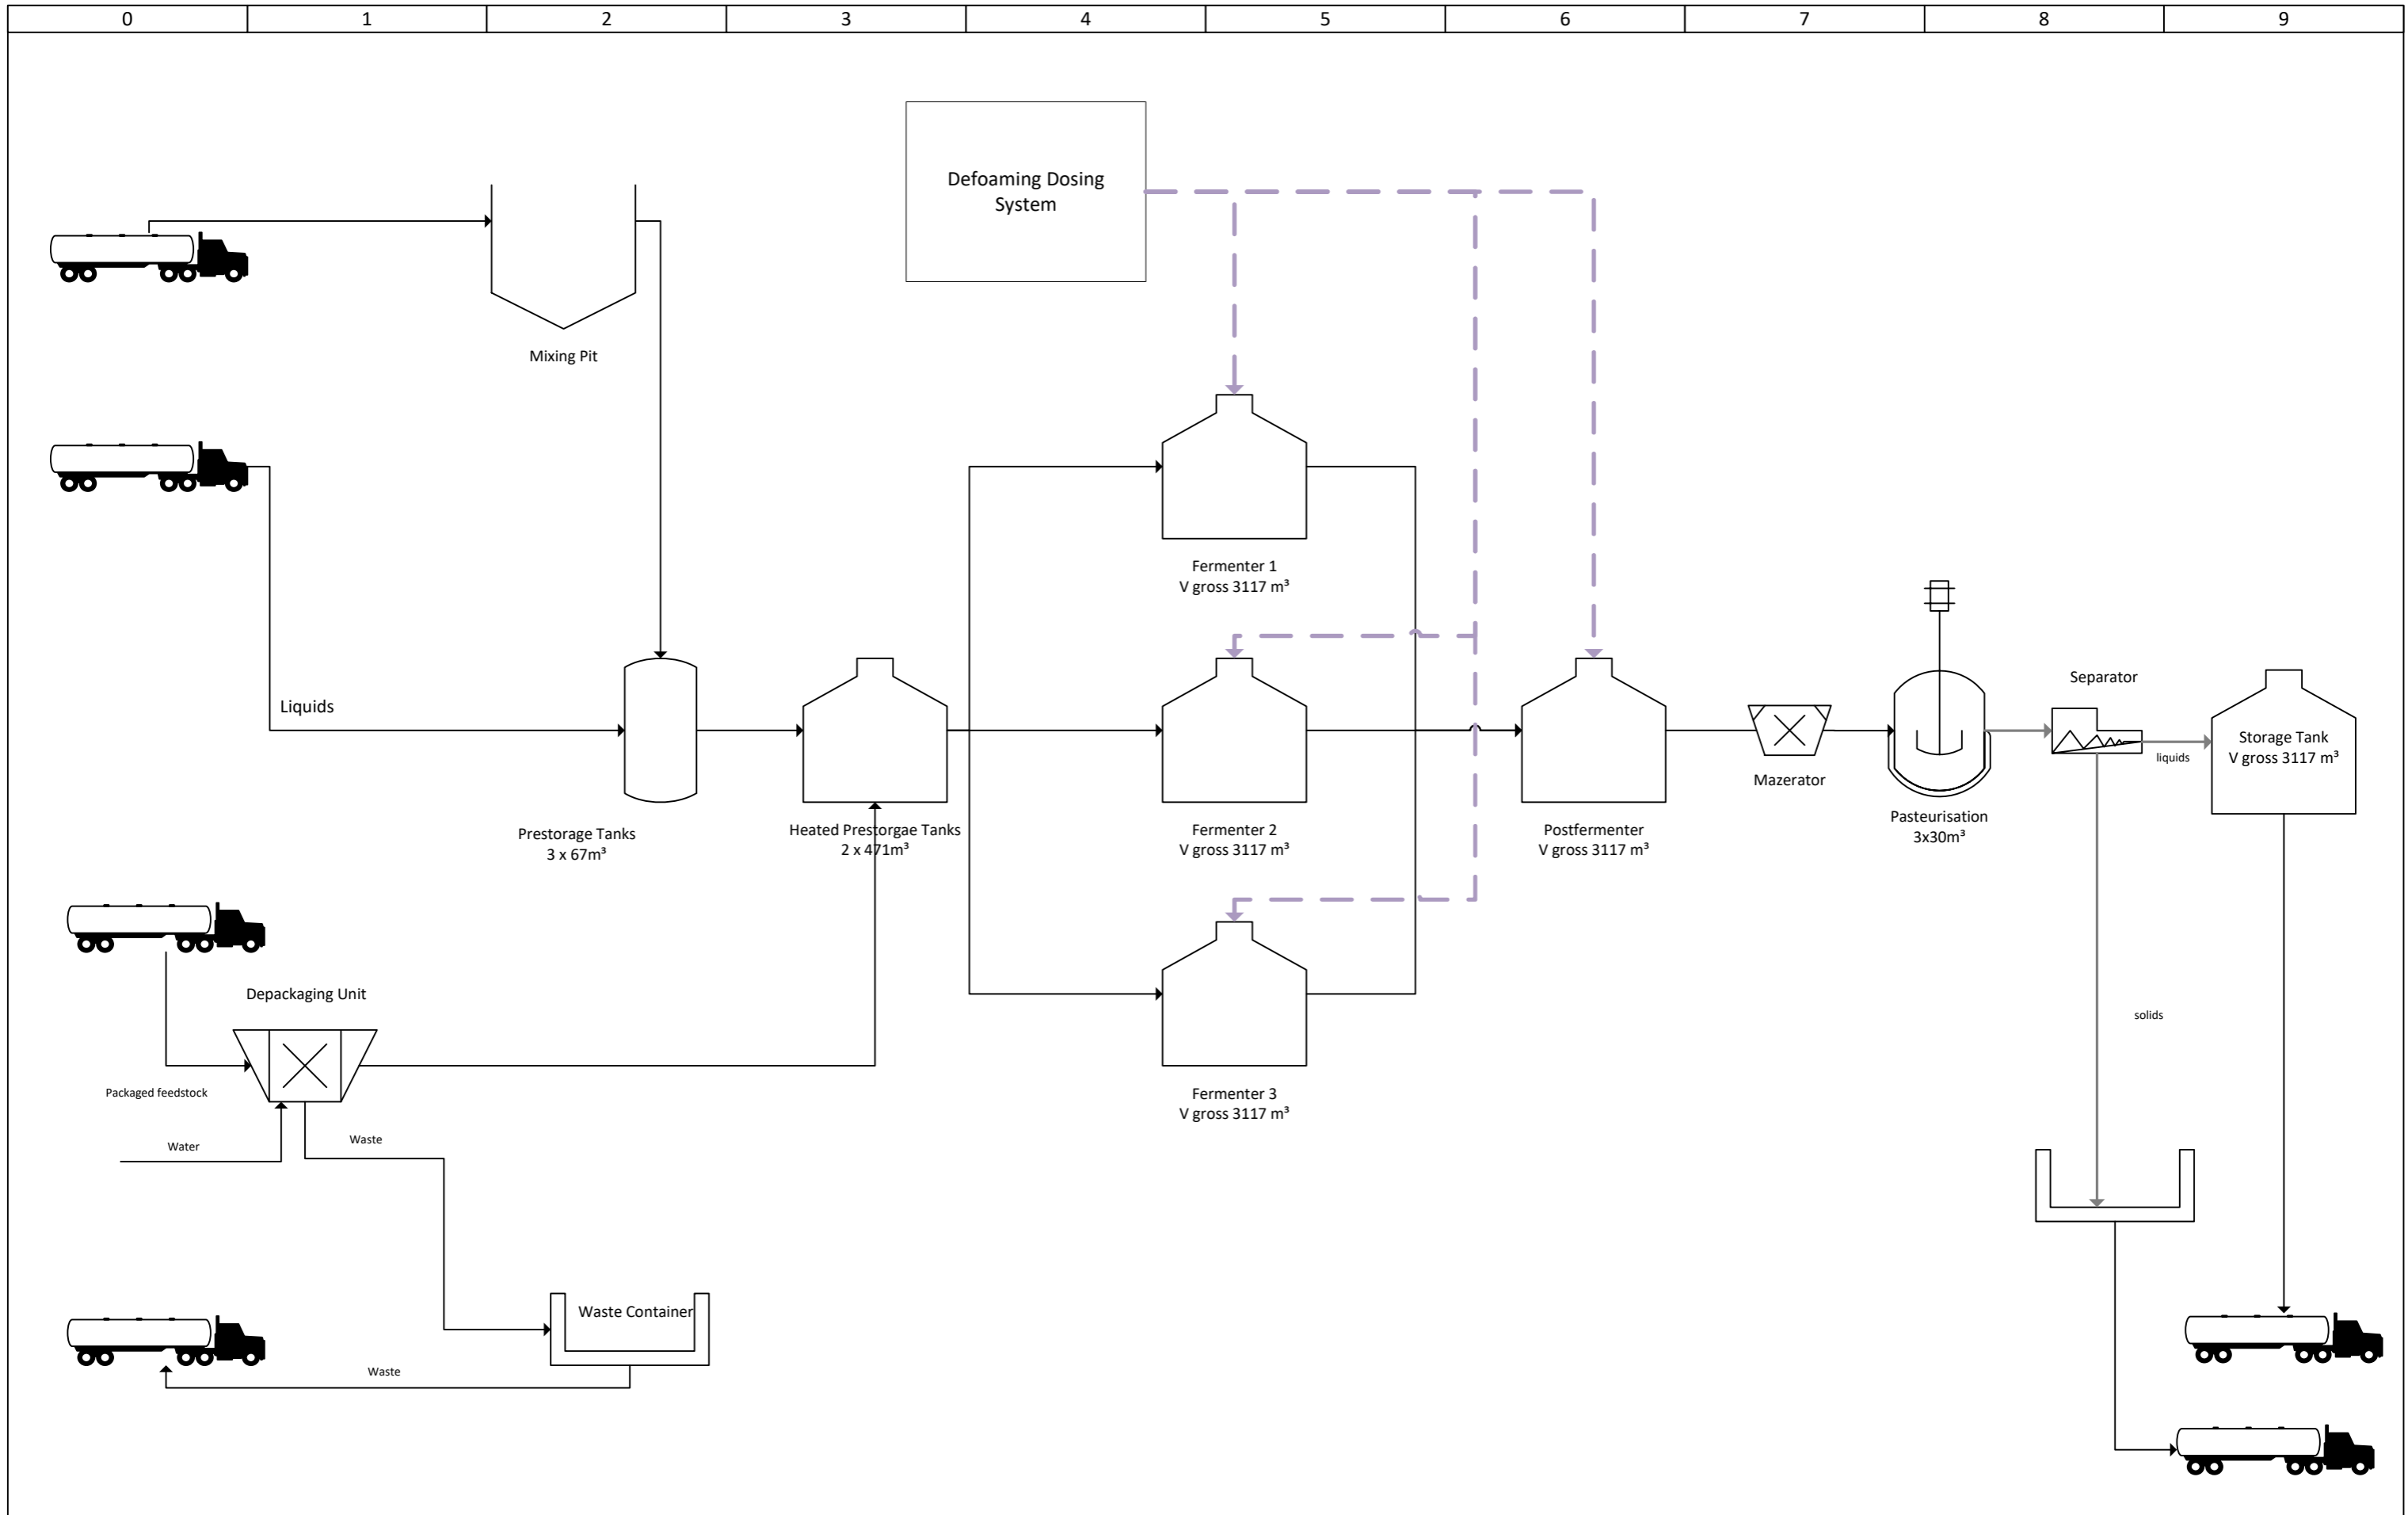 0 1 2 3 4 5 6 7 8 9
Defoaming Dosing
System
Mixing Pit
Fermenter 1
V gross 3117 m³
Liquids
Separator
Storage Tank
V gross 3117 m³
liquids
Mazerator
Pasteurisation
3x30m³
Prestorage Tanks
3 x 67m³
Heated Prestorgae Tanks
2 x 471m³
Fermenter 2
V gross 3117 m³
Postfermenter
V gross 3117 m³
Depackaging Unit
solids
Packaged feedstock
Fermenter 3
V gross 3117 m³
Water
Waste
Waste Container
Waste